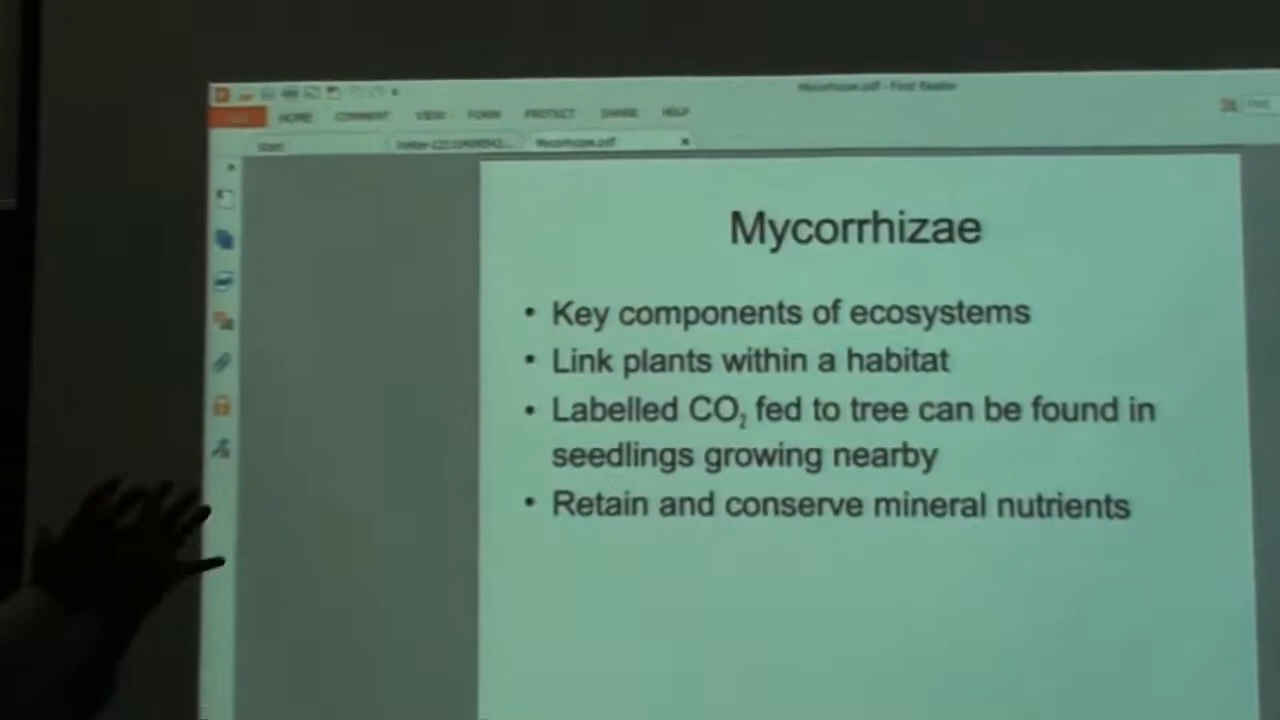 Mycorrhizae.pdf - Foxit Reader
HOME COMMENT VIEW FORM PROTECT SHARE HELP
Start Mycorrhizae.pdf
Mycorrhizae
• Key components of ecosystems
• Link plants within a habitat
• Labelled CO₂ fed to tree can be found in
seedlings growing nearby
• Retain and conserve mineral nutrients